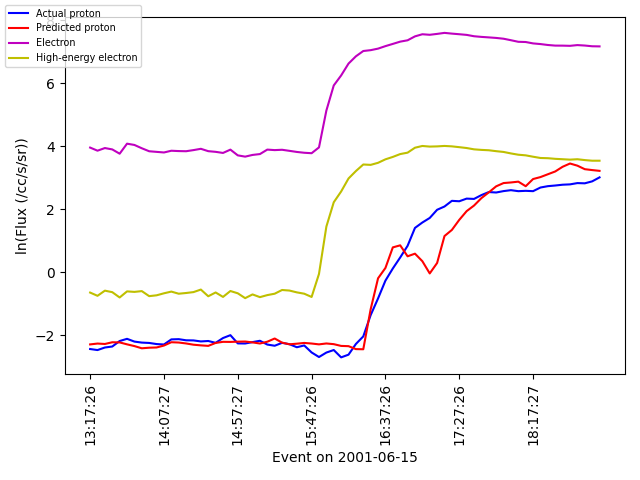 Actual proton
Predicted proton
Electron
High-energy electron
8
6
4
2
0
−2
ln(Flux (/cc/s/sr))
13:17:26
14:07:27
14:57:27
15:47:26
16:37:26
17:27:26
18:17:27
Event on 2001-06-15